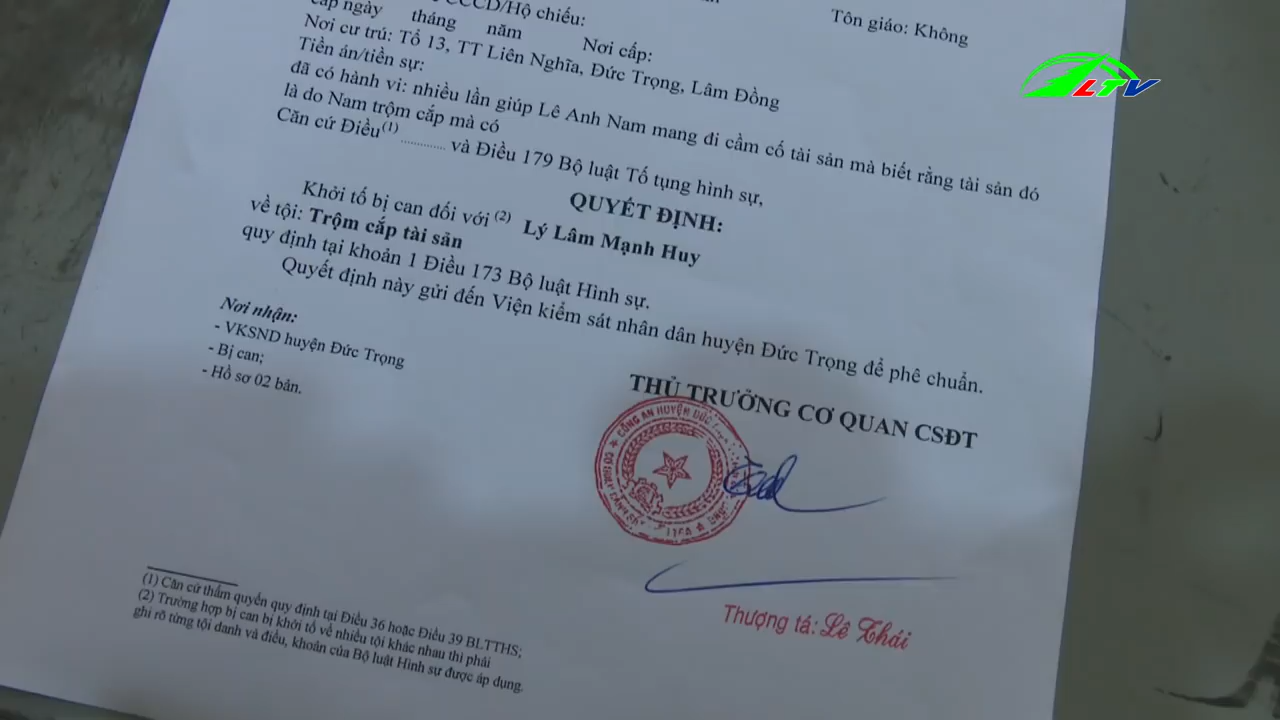 CCCD/Hộ chiếu:
Tôn giáo: Không
cấp ngày tháng năm Nơi cấp:
Nơi cư trú: Tổ 13, TT Liên Nghĩa, Đức Trọng, Lâm Đồng
Tiền án/tiền sự:
đã có hành vi: nhiều lần giúp Lê Anh Nam mang đi cầm cố tài sản mà biết rằng tài sản đó
là do Nam trộm cắp mà có
Căn cứ Điều(1) ............. và Điều 179 Bộ luật Tố tụng hình sự,
QUYẾT ĐỊNH:
Khởi tố bị can đối với (2) Lý Lâm Mạnh Huy
về tội: Trộm cắp tài sản
quy định tại khoản 1 Điều 173 Bộ luật Hình sự.
Quyết định này gửi đến Viện kiểm sát nhân dân huyện Đức Trọng để phê chuẩn.
Nơi nhận:
- VKSND huyện Đức Trọng
- Bị can;
- Hồ sơ 02 bản.
THỦ TRƯỞNG CƠ QUAN CSĐT
CÔNG AN HUYỆN ĐỨC
Thượng tá: Lê Thái
(1) Căn cứ thẩm quyền quy định tại Điều 36 hoặc Điều 39 BLTTHS;
(2) Trường hợp bị can bị khởi tố về nhiều tội khác nhau thì phải
ghi rõ từng tội danh và điều, khoản của Bộ luật Hình sự được áp dụng.
LTV